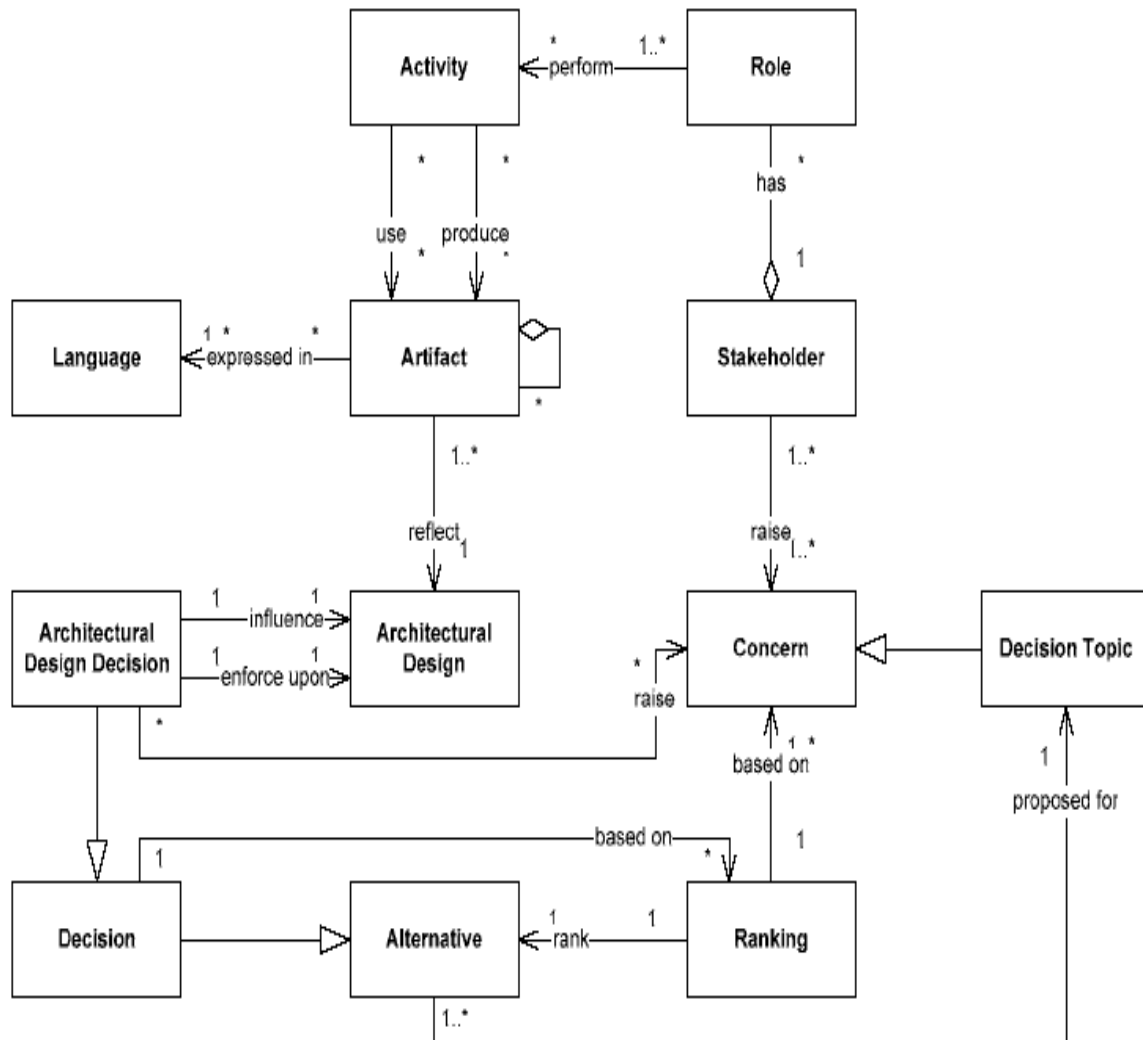 * 1..*
Activity perform Role
* * *
has
use produce
* * 1
1 * *
Language expressed in Artifact Stakeholder
*
1..* 1..*
reflect raise
1 1..*
1 1
influence
Architectural Design Decision Architectural Design Concern Decision Topic
1 1
enforce upon *
* raise
1..*
based on 1
proposed for
based on
1 * 1
1 1
Decision Alternative rank Ranking
1..*